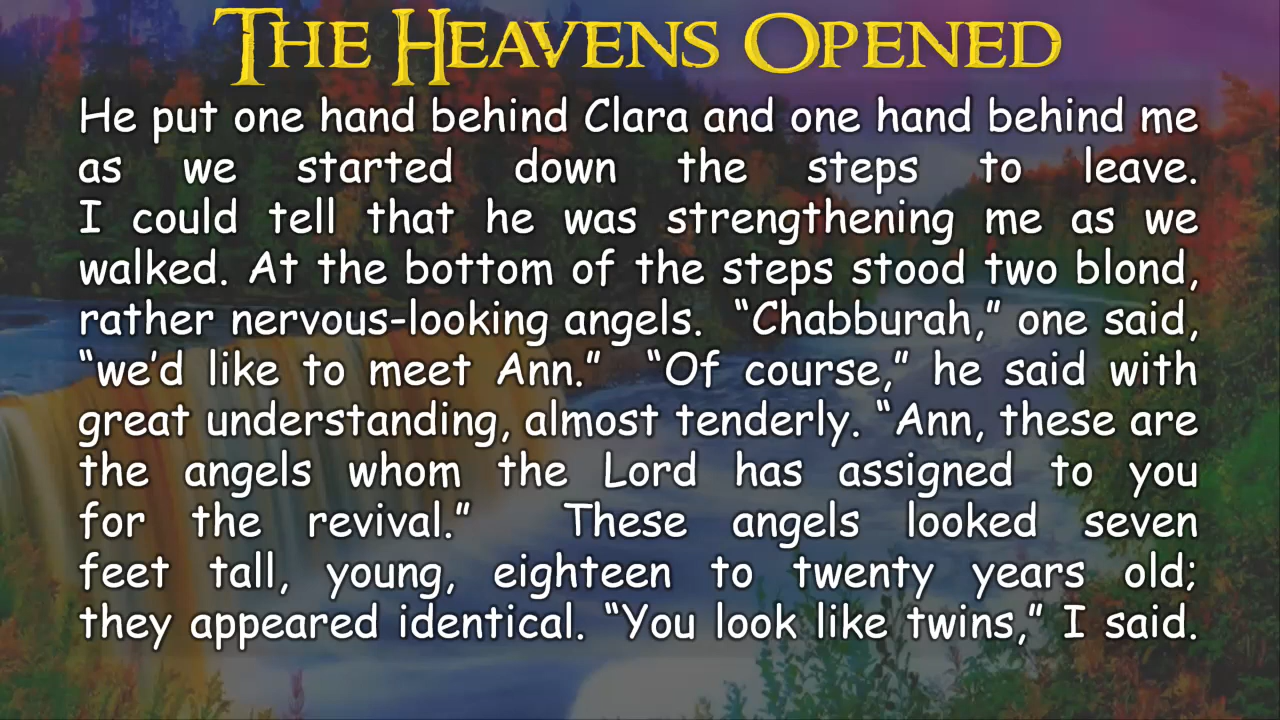 THE HEAVENS OPENED
He put one hand behind Clara and one hand behind me
as we started down the steps to leave.
I could tell that he was strengthening me as we
walked. At the bottom of the steps stood two blond,
rather nervous-looking angels.  “Chabburah,” one said,
“we’d like to meet Ann.”  “Of course,” he said with
great understanding, almost tenderly. “Ann, these are
the angels whom the Lord has assigned to you
for the revival.”  These angels looked seven
feet tall, young, eighteen to twenty years old;
they appeared identical. “You look like twins,” I said.